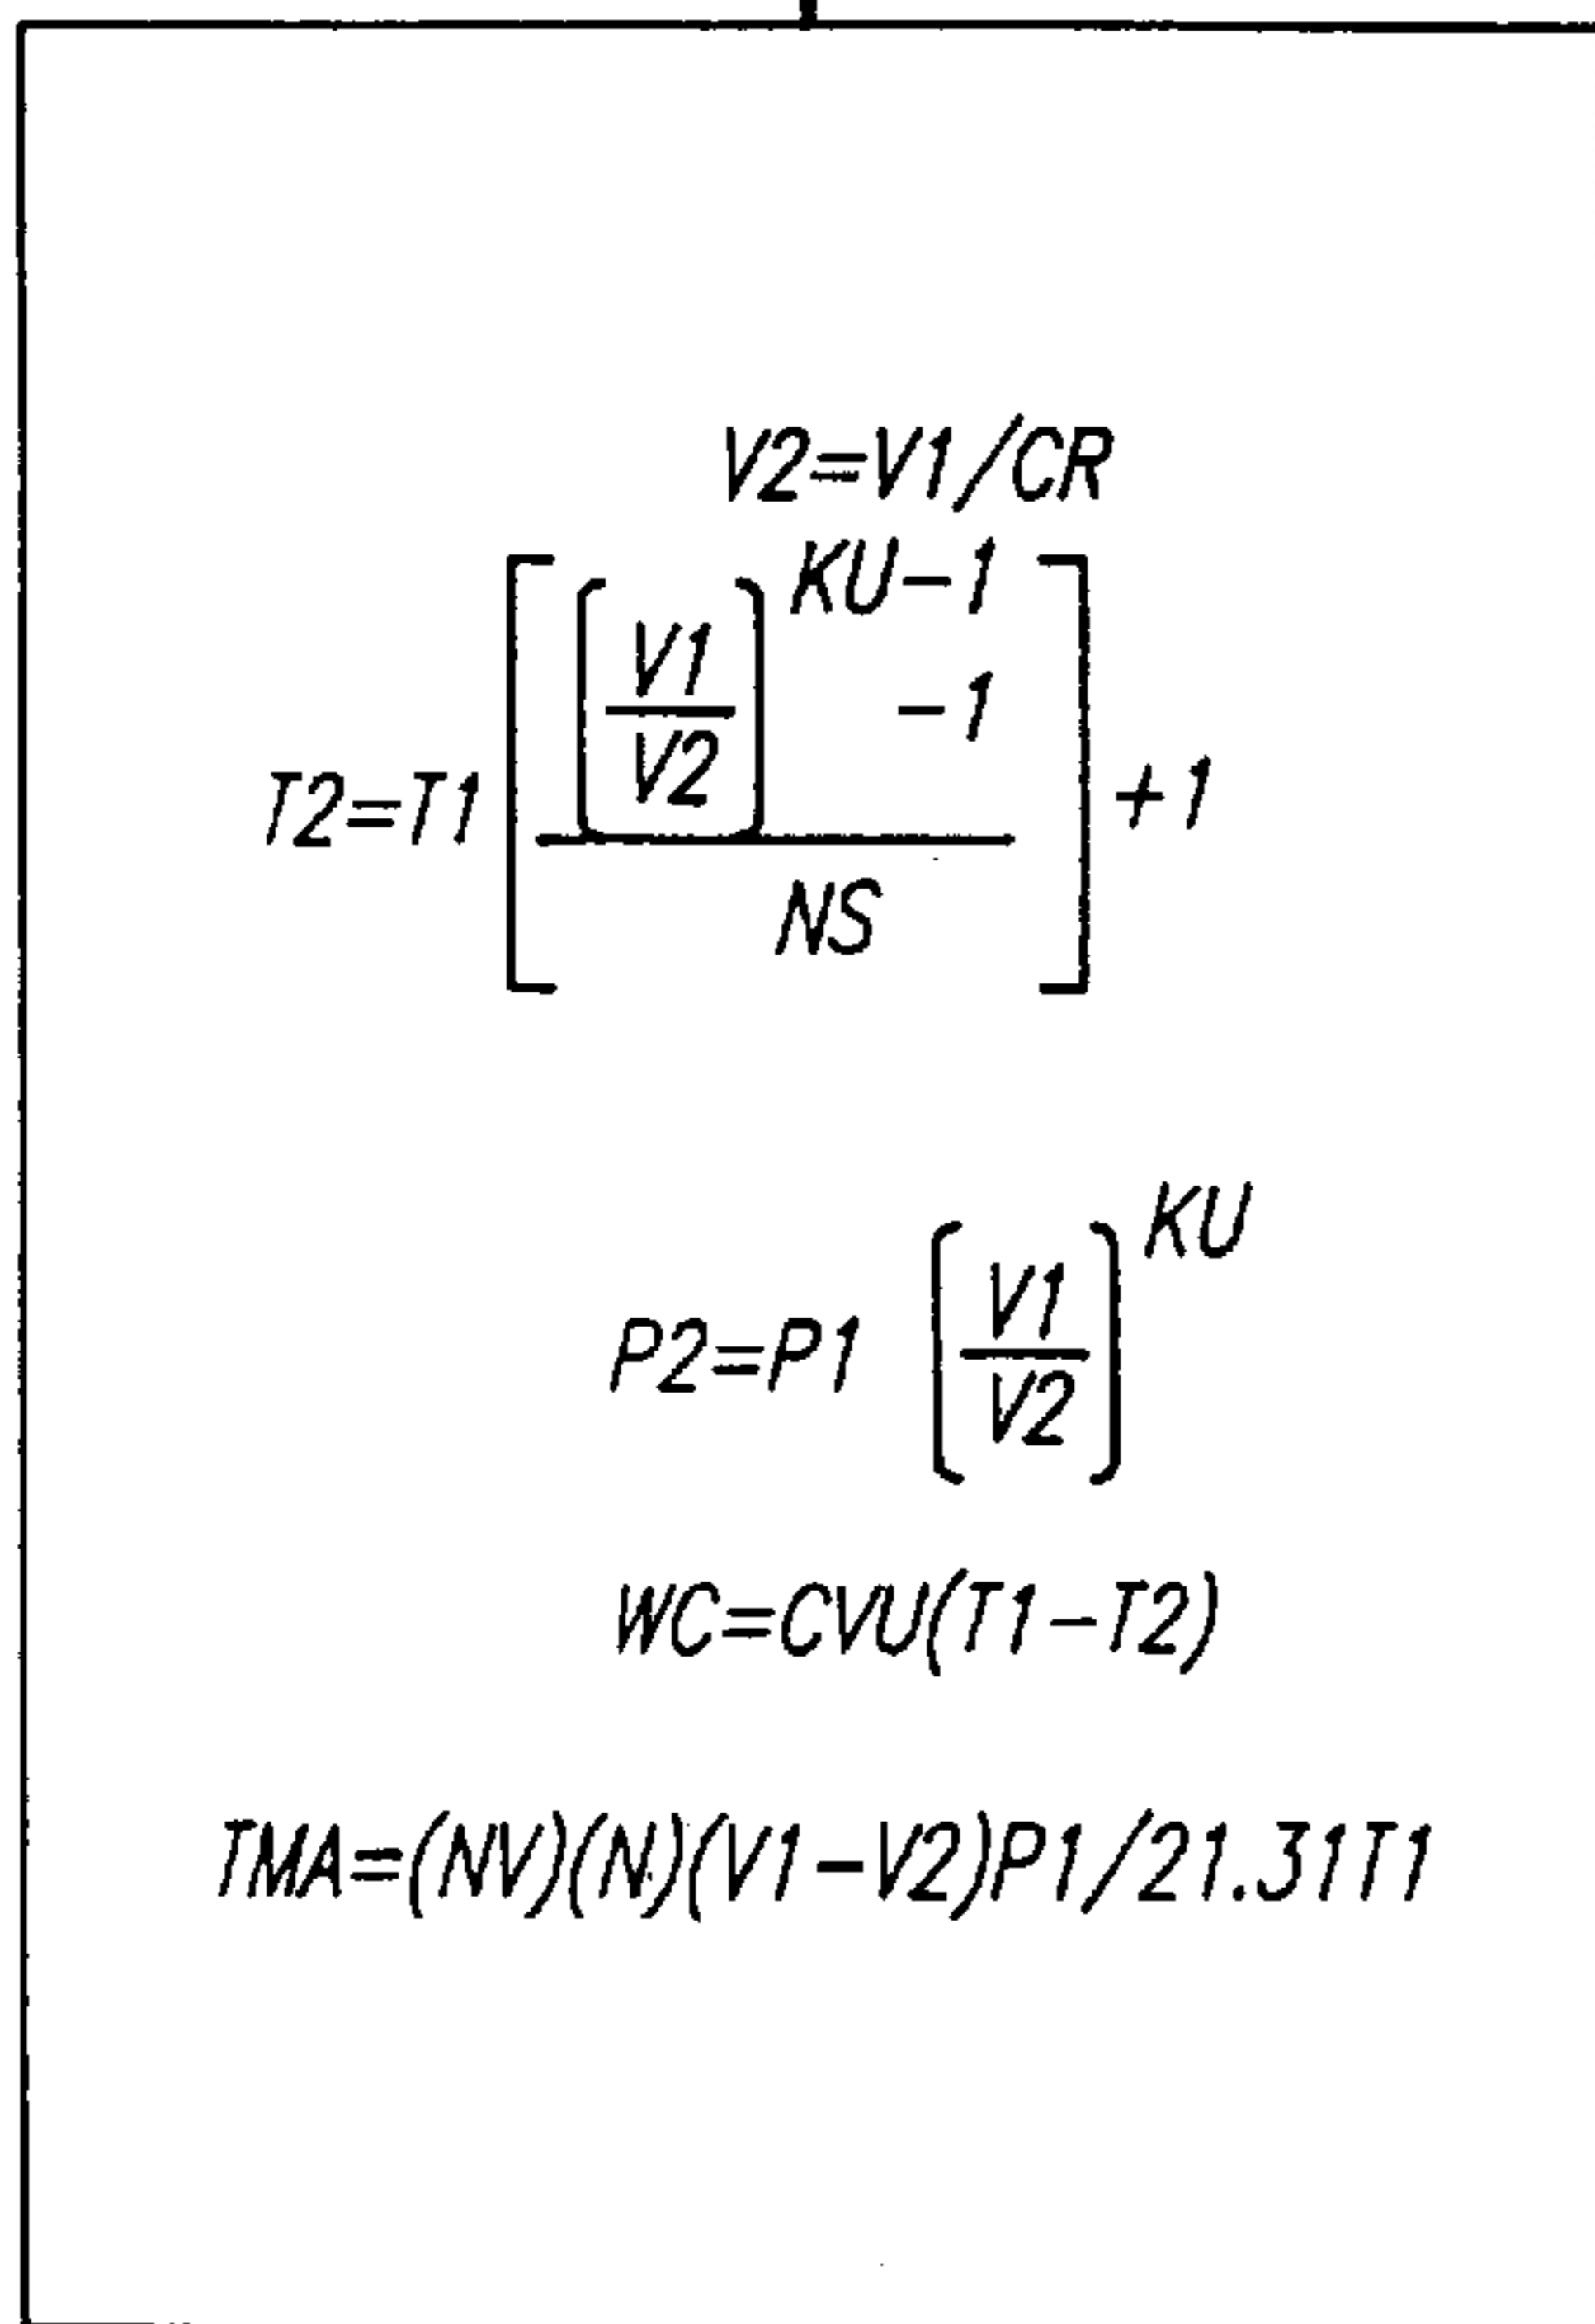 V2=V1/CR
T2=T1[((V1/V2)^KU-1 -1)/NS]+1
P2=P1 (V1/V2)^KU
WC=CVU(T1-T2)
TMA=(NV)(N)(V1-V2)P1/21.31T1